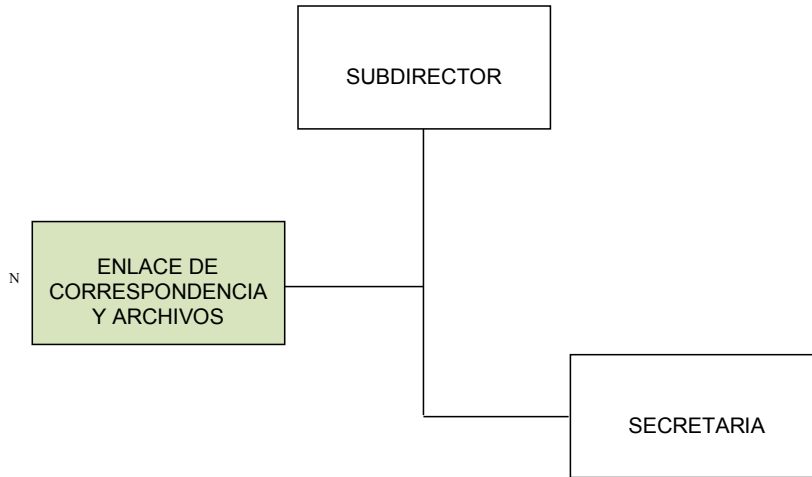 SUBDIRECTOR
N
ENLACE DE
CORRESPONDENCIA
Y ARCHIVOS
SECRETARIA